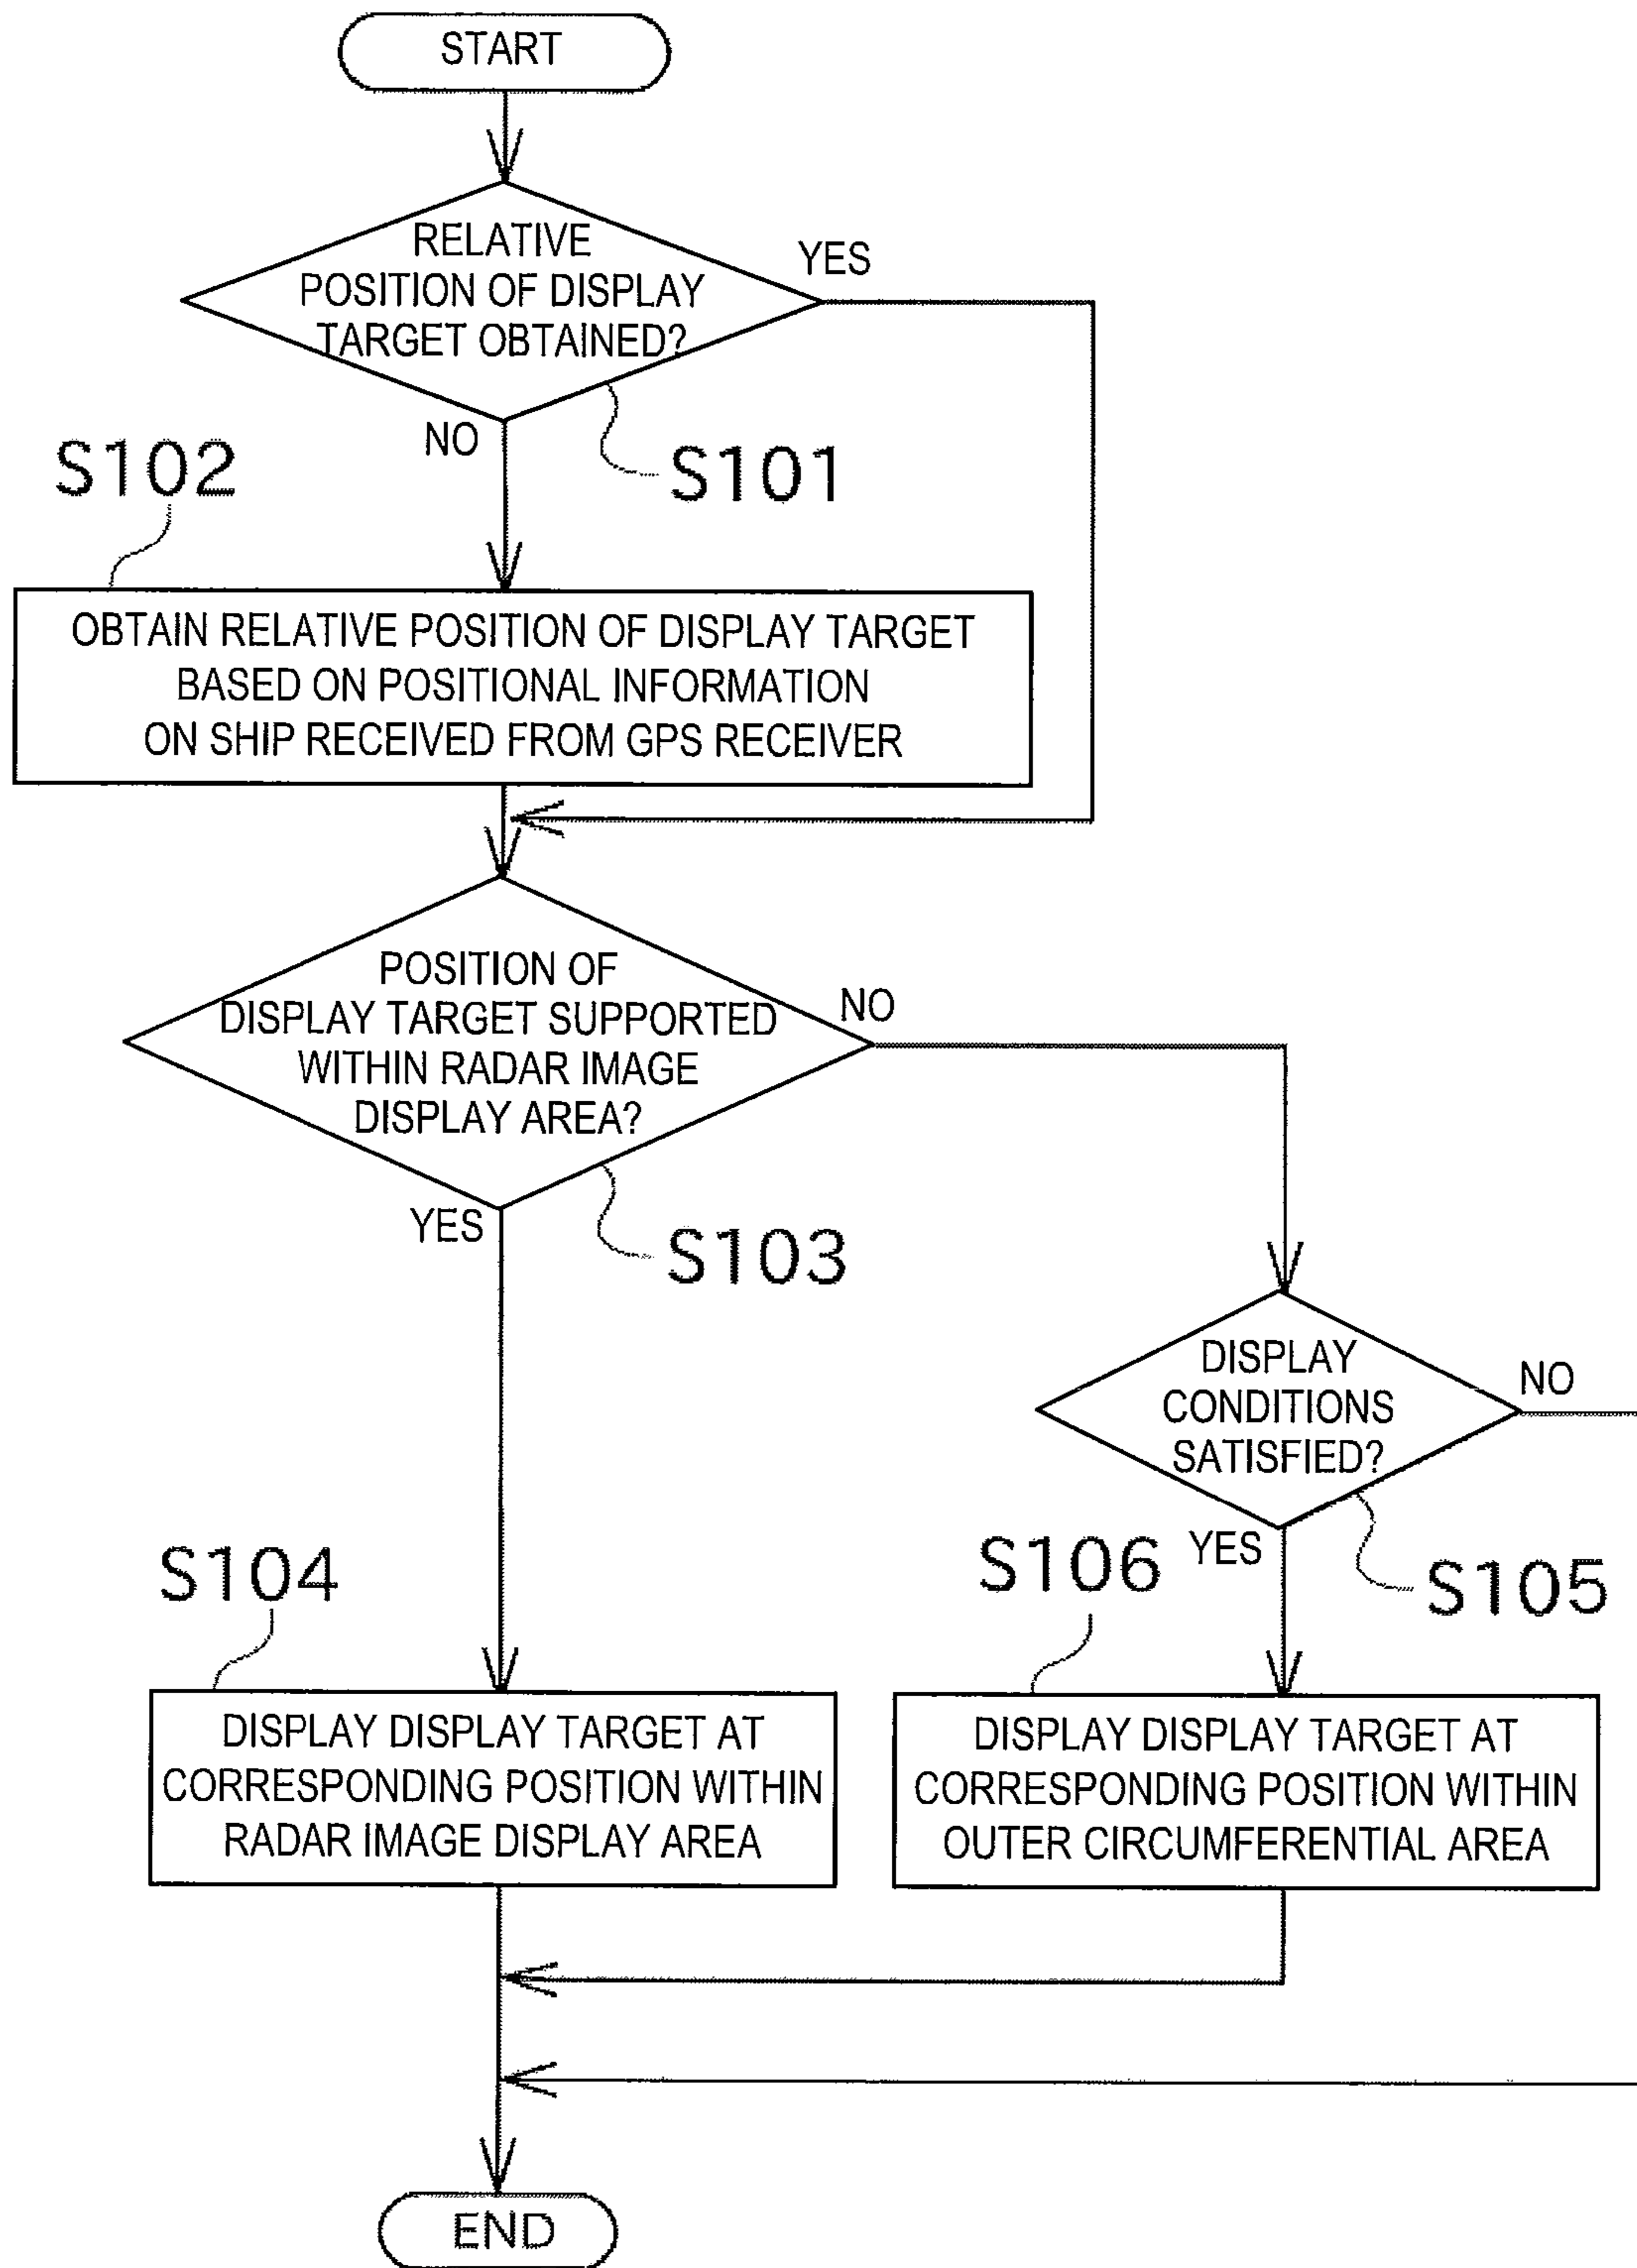 START
RELATIVE
POSITION OF DISPLAY
TARGET OBTAINED?
YES
NO
S101
S102
OBTAIN RELATIVE POSITION OF DISPLAY TARGET
BASED ON POSITIONAL INFORMATION
ON SHIP RECEIVED FROM GPS RECEIVER
POSITION OF
DISPLAY TARGET SUPPORTED
WITHIN RADAR IMAGE
DISPLAY AREA?
NO
YES
S103
DISPLAY
CONDITIONS
SATISFIED?
NO
YES
S105
S104
DISPLAY DISPLAY TARGET AT
CORRESPONDING POSITION WITHIN
RADAR IMAGE DISPLAY AREA
S106
DISPLAY DISPLAY TARGET AT
CORRESPONDING POSITION WITHIN
OUTER CIRCUMFERENTIAL AREA
END